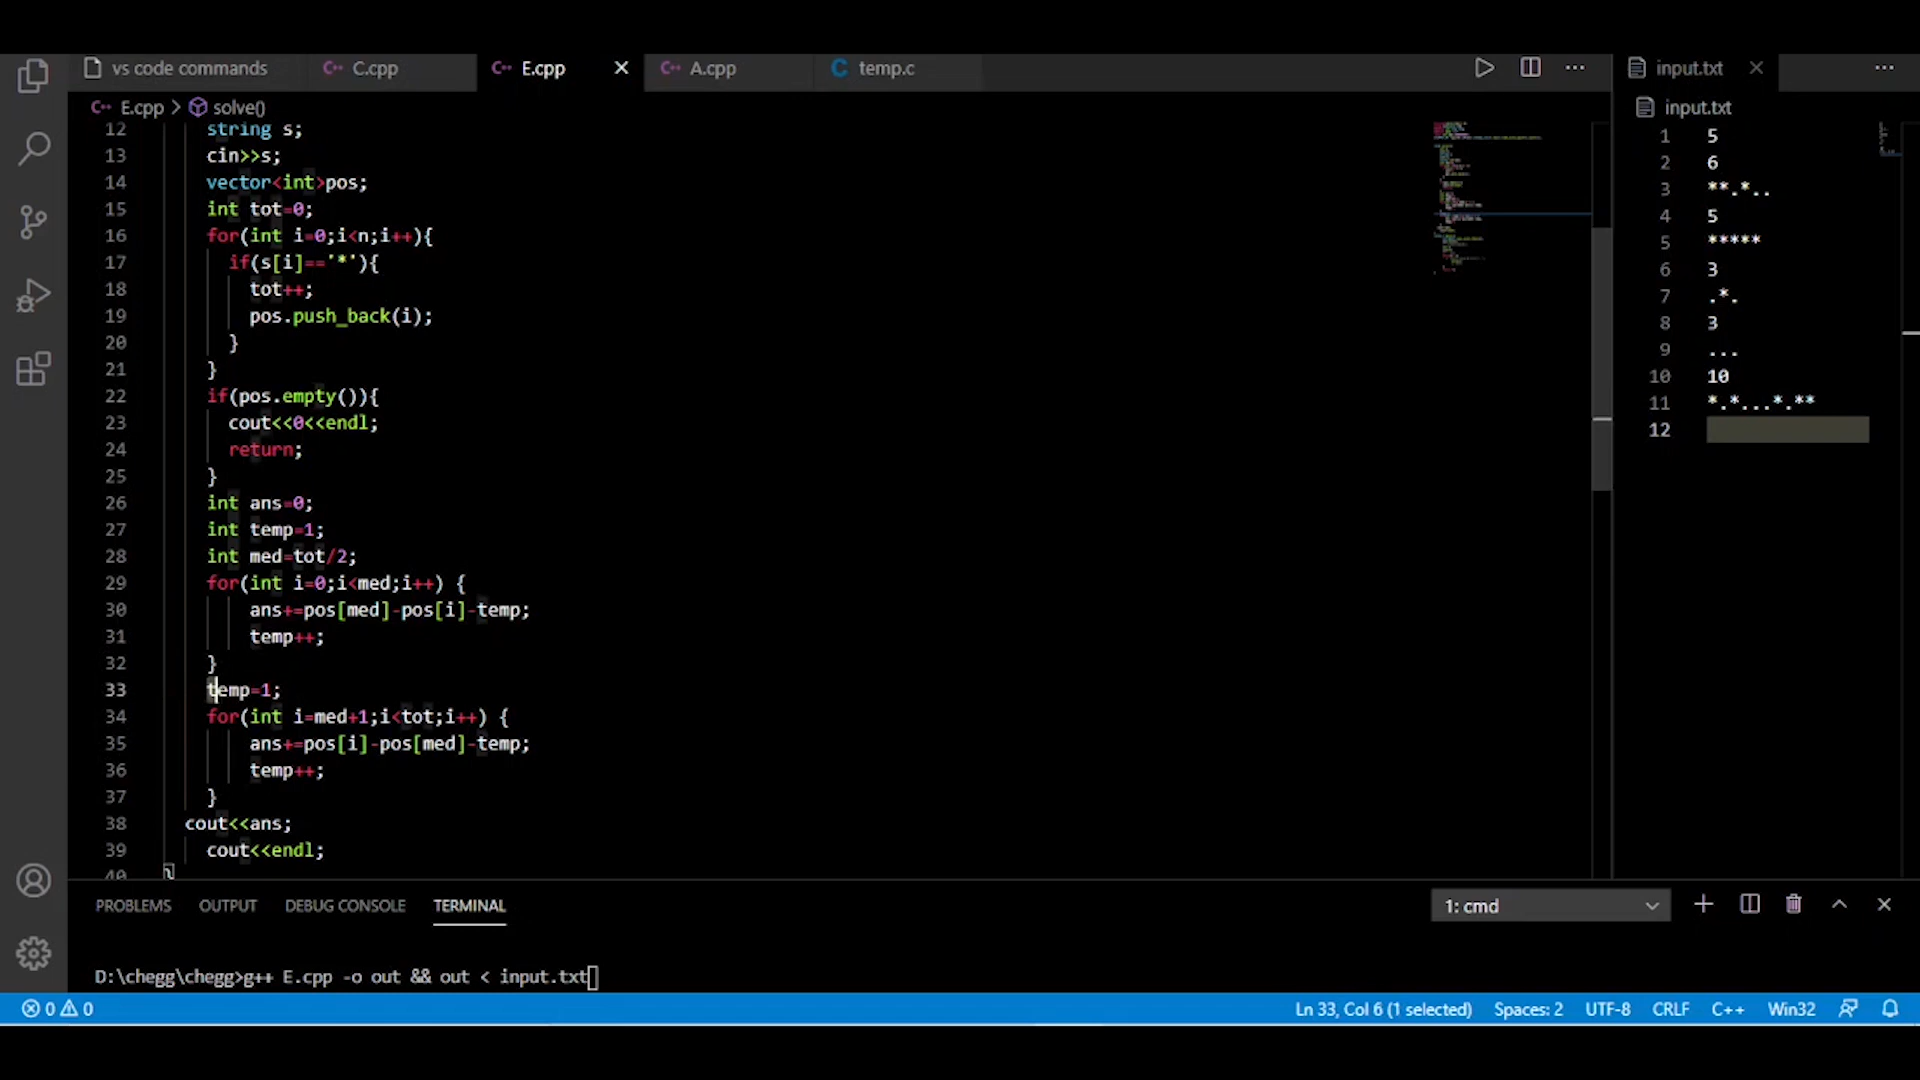 vs code commands C++ C.cpp C++ E.cpp × C++ A.cpp C temp.c
C++ E.cpp > solve()
12 string s;
13 cin>>s;
14 vector<int>pos;
15 int tot=0;
16 for(int i=0;i<n;i++){
17 if(s[i]=='*'){
18 tot++;
19 pos.push_back(i);
20 }
21 }
22 if(pos.empty()){
23 cout<<0<<endl;
24 return;
25 }
26 int ans=0;
27 int temp=1;
28 int med=tot/2;
29 for(int i=0;i<med;i++) {
30 ans+=pos[med]-pos[i]-temp;
31 temp++;
32 }
33 temp=1;
34 for(int i=med+1;i<tot;i++) {
35 ans+=pos[i]-pos[med]-temp;
36 temp++;
37 }
38 cout<<ans;
39 cout<<endl;
40 }
input.txt ×
input.txt
1 5
2 6
3 **.*..
4 5
5 *****
6 3
7 .*.
8 3
9 ...
10 10
11 *.*...*.**
12
PROBLEMS OUTPUT DEBUG CONSOLE TERMINAL 1: cmd
D:\chegg\chegg>g++ E.cpp -o out && out < input.txt
0 0 Ln 33, Col 6 (1 selected) Spaces: 2 UTF-8 CRLF C++ Win32